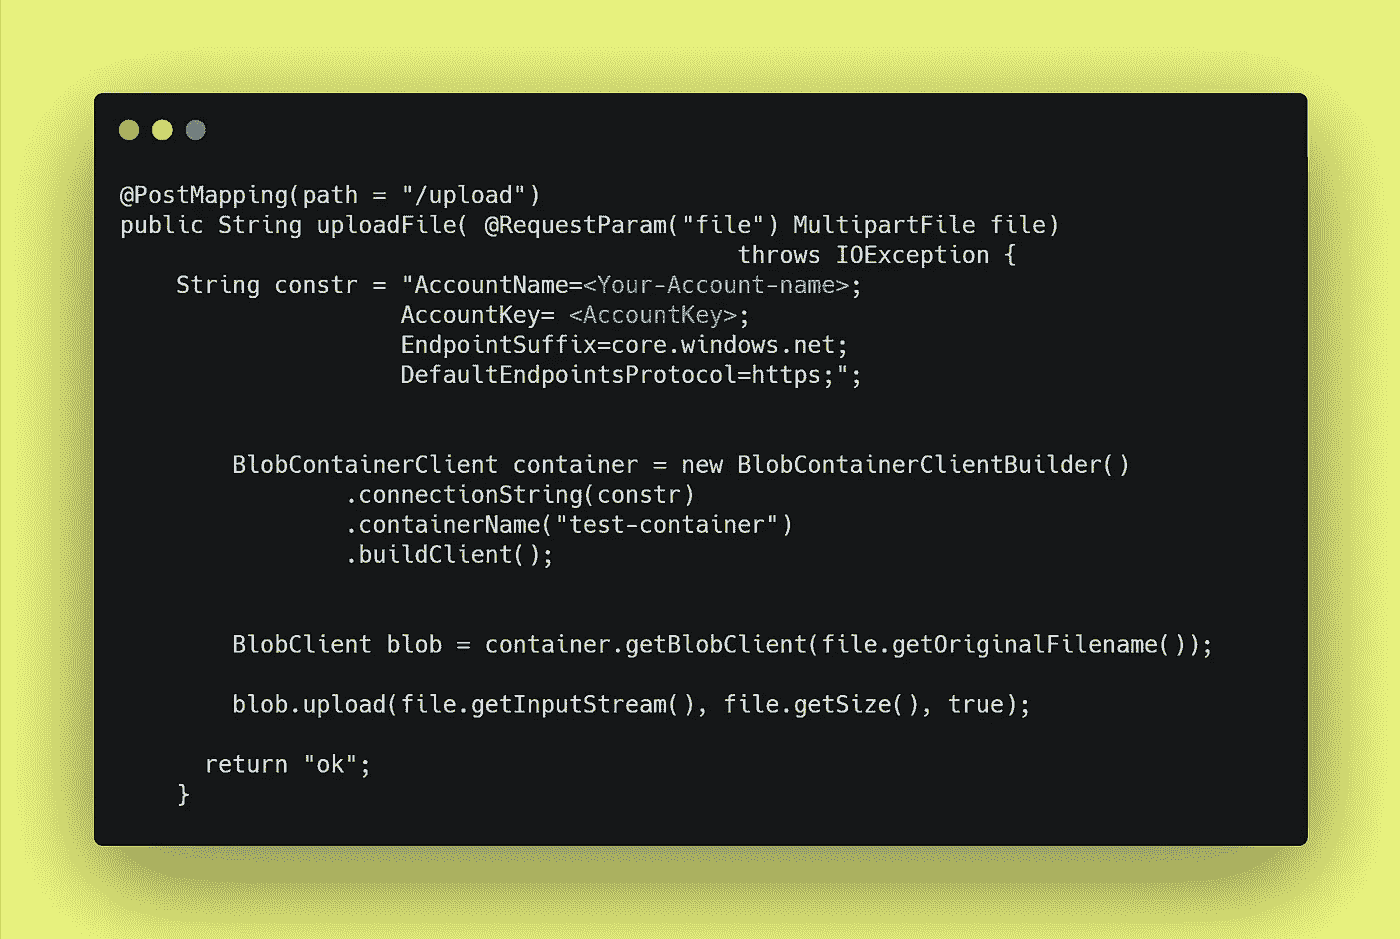 @PostMapping(path = "/upload")
public String uploadFile( @RequestParam("file") MultipartFile file)
throws IOException {
String constr = "AccountName=<Your-Account-name>;
AccountKey= <AccountKey>;
EndpointSuffix=core.windows.net;
DefaultEndpointsProtocol=https;";
BlobContainerClient container = new BlobContainerClientBuilder()
.connectionString(constr)
.containerName("test-container")
.buildClient();
BlobClient blob = container.getBlobClient(file.getOriginalFilename());
blob.upload(file.getInputStream(), file.getSize(), true);
return "ok";
}